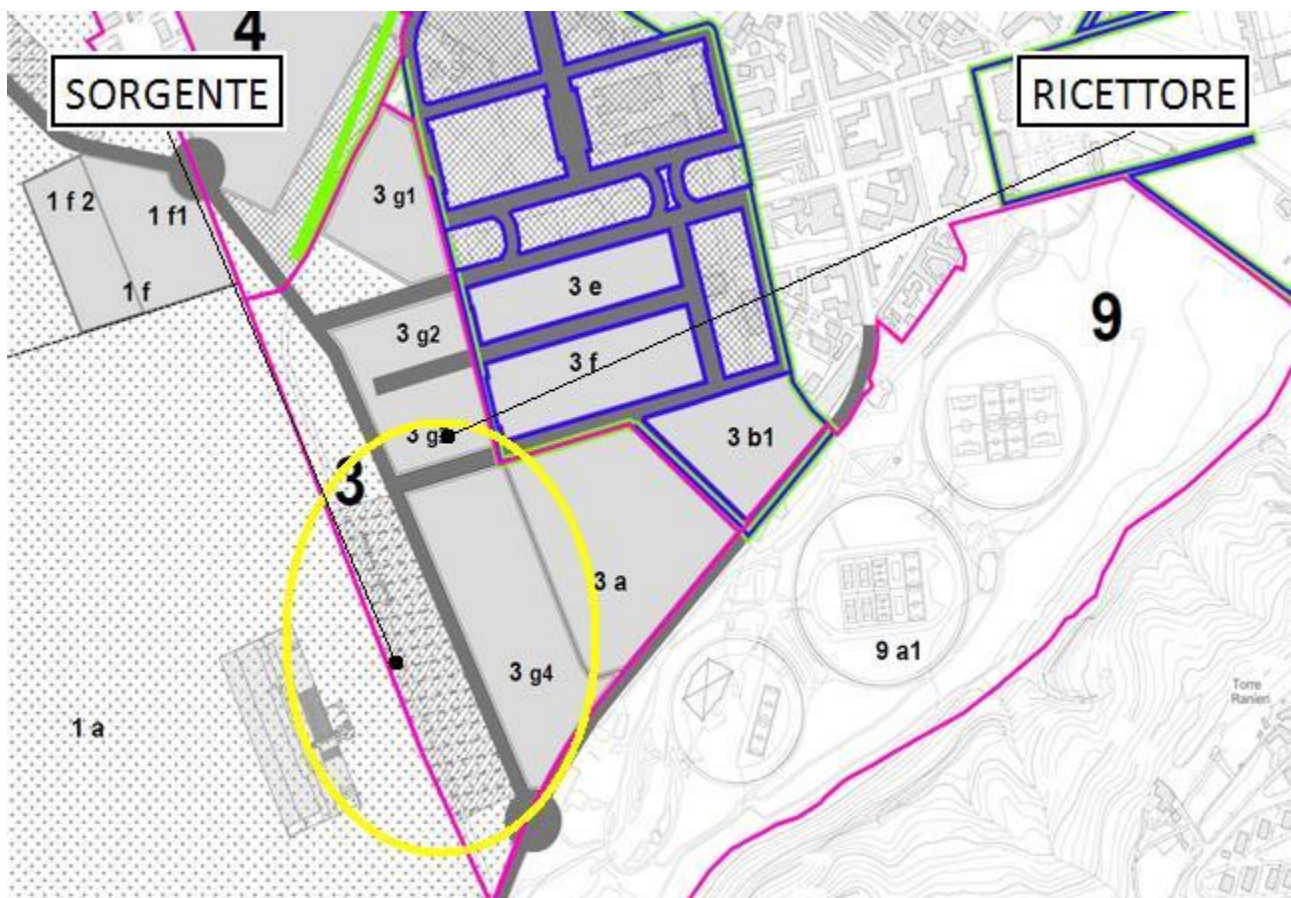 4
SORGENTE
RICETTORE
3 g1
1 f 2
1 f1
3 e
1 f
3 g2
9
3 f
3 b1
3
3 a
9 a1
3 g4
Torre
Ranieri
1 a